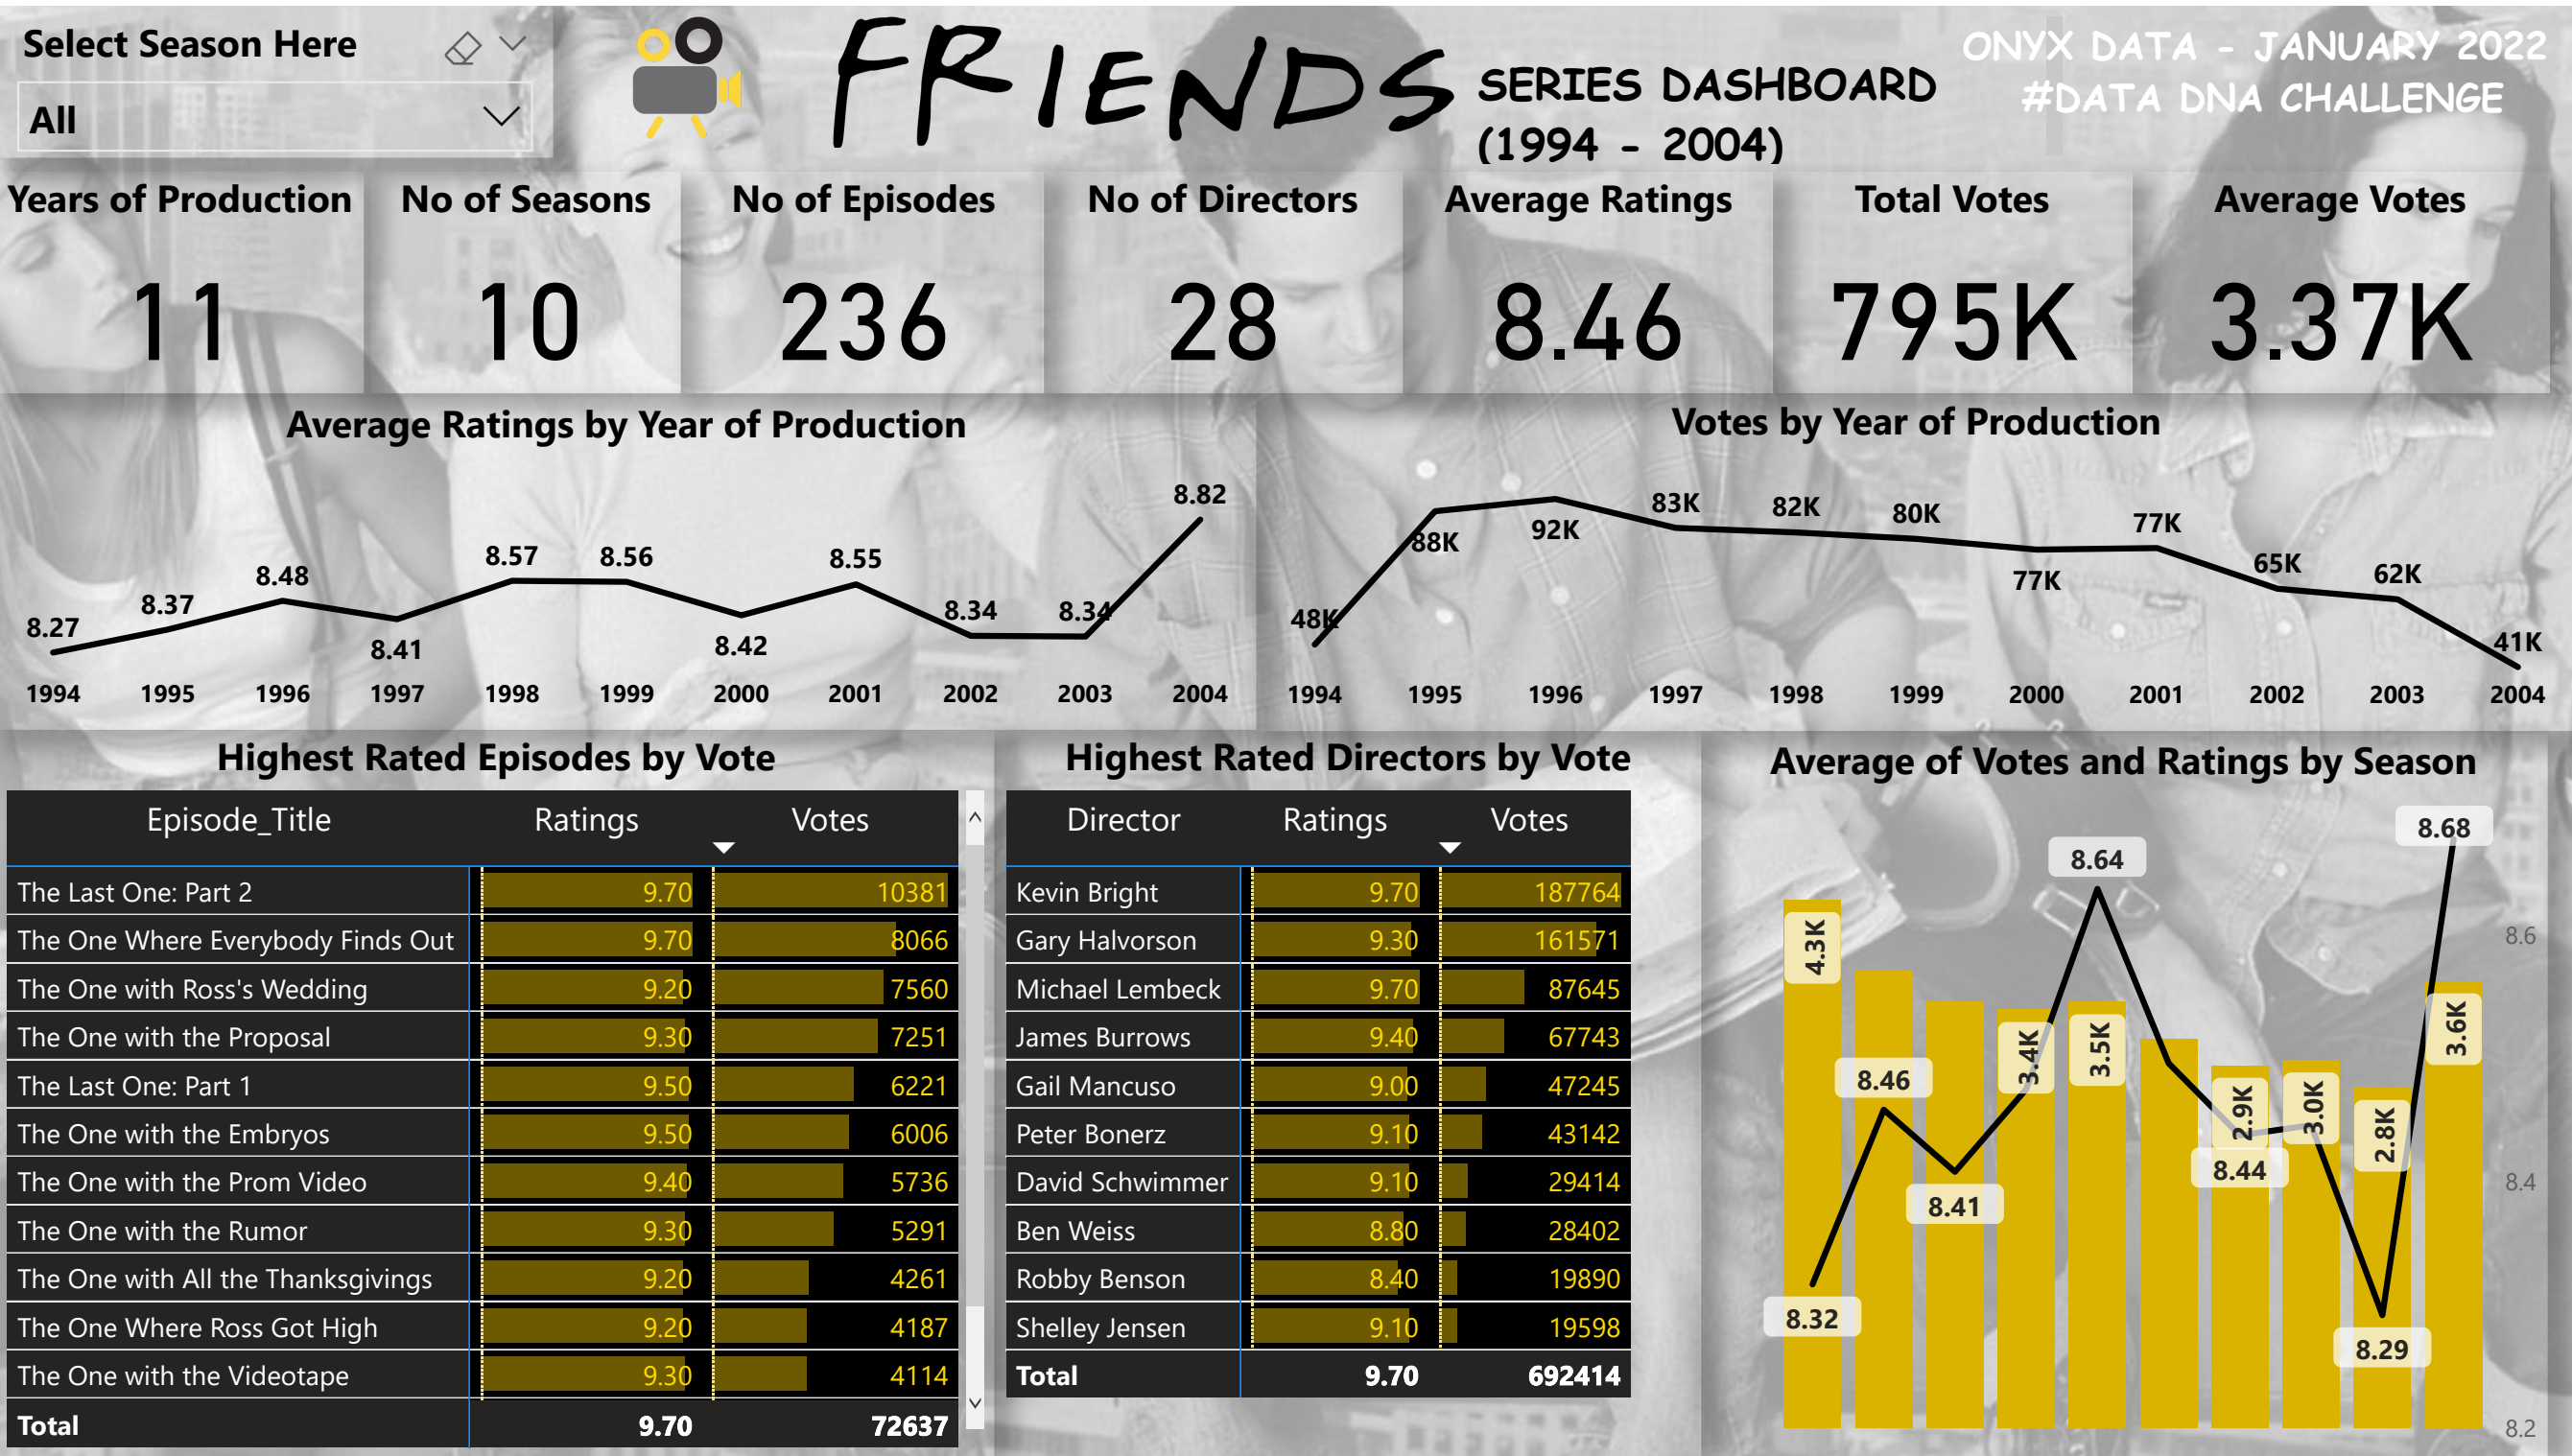 Select Season Here
All
FRIENDS
SERIES DASHBOARD
(1994 - 2004)
ONYX DATA - JANUARY 2022
#DATA DNA CHALLENGE
Years of Production
11
No of Seasons
10
No of Episodes
236
No of Directors
28
Average Ratings
8.46
Total Votes
795K
Average Votes
3.37K
Average Ratings by Year of Production
8.27
8.37
8.48
8.41
8.57
8.56
8.42
8.55
8.34
8.34
8.82
1994 1995 1996 1997 1998 1999 2000 2001 2002 2003 2004
Votes by Year of Production
48K
88K
92K
83K
82K
80K
77K
77K
65K
62K
41K
1994 1995 1996 1997 1998 1999 2000 2001 2002 2003 2004
Highest Rated Episodes by Vote
Episode_Title Ratings Votes
The Last One: Part 2 9.70 10381
The One Where Everybody Finds Out 9.70 8066
The One with Ross's Wedding 9.20 7560
The One with the Proposal 9.30 7251
The Last One: Part 1 9.50 6221
The One with the Embryos 9.50 6006
The One with the Prom Video 9.40 5736
The One with the Rumor 9.30 5291
The One with All the Thanksgivings 9.20 4261
The One Where Ross Got High 9.20 4187
The One with the Videotape 9.30 4114
Total 9.70 72637
Highest Rated Directors by Vote
Director Ratings Votes
Kevin Bright 9.70 187764
Gary Halvorson 9.30 161571
Michael Lembeck 9.70 87645
James Burrows 9.40 67743
Gail Mancuso 9.00 47245
Peter Bonerz 9.10 43142
David Schwimmer 9.10 29414
Ben Weiss 8.80 28402
Robby Benson 8.40 19890
Shelley Jensen 9.10 19598
Total 9.70 692414
Average of Votes and Ratings by Season
4.3K
3.4K
3.5K
2.9K
3.0K
2.8K
3.6K
8.32
8.46
8.41
8.64
8.44
8.29
8.68
8.6
8.4
8.2